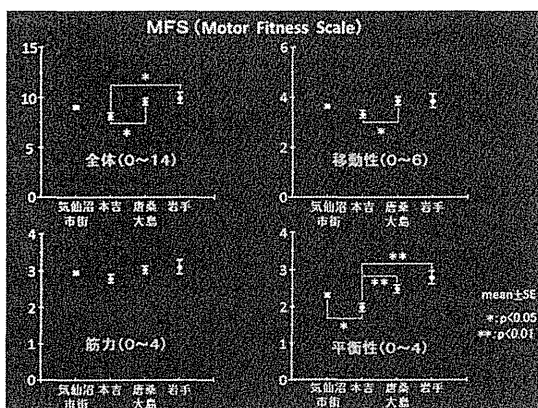 MFS (Motor Fitness Scale)
15
10
5
0
*
*
全体(0～14)
気仙沼
市街
本吉
唐桑
大島
岩手
6
4
2
0
*
移動性(0～6)
気仙沼
市街
本吉
唐桑
大島
岩手
4
3
2
1
0
筋力(0～4)
気仙沼
市街
本吉
唐桑
大島
岩手
4
3
2
1
0
**
**
*
平衡性(0～4)
気仙沼
市街
本吉
唐桑
大島
岩手
mean±SE
*:p<0.05
**:p<0.01